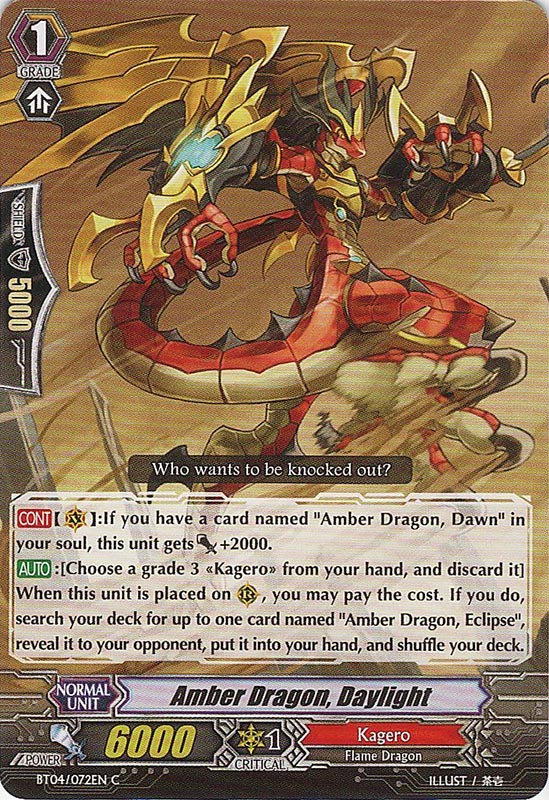 1
GRADE
SHIELD
5000
Who wants to be knocked out?
CONT【 V 】:If you have a card named "Amber Dragon, Dawn" in
your soul, this unit gets +2000.
AUTO :[Choose a grade 3 «Kagero» from your hand, and discard it]
When this unit is placed on R , you may pay the cost. If you do,
search your deck for up to one card named "Amber Dragon, Eclipse",
reveal it to your opponent, put it into your hand, and shuffle your deck.
NORMAL
UNIT
Amber Dragon, Daylight
POWER
6000
1
CRITICAL
Kagero
Flame Dragon
BT04/072EN C
ILLUST / 茶壱